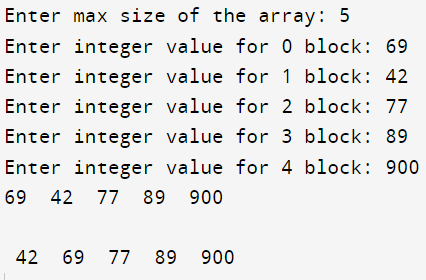 Enter max size of the array: 5
Enter integer value for 0 block: 69
Enter integer value for 1 block: 42
Enter integer value for 2 block: 77
Enter integer value for 3 block: 89
Enter integer value for 4 block: 900
69  42  77  89  900
42  69  77  89  900